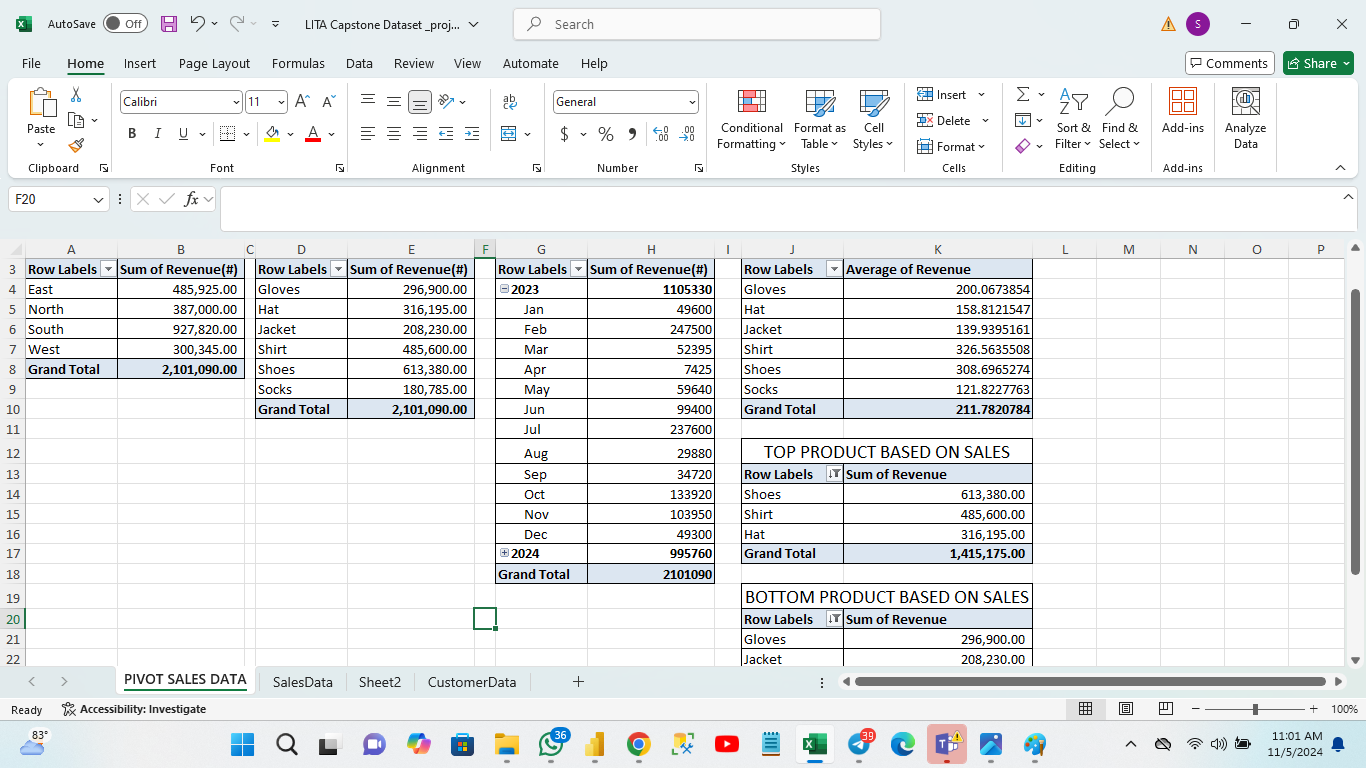 AutoSave Off LITA Capstone Dataset _proj... Search S
File Home Insert Page Layout Formulas Data Review View Automate Help Comments Share
Paste Calibri 11 A A B I U A ab General $ % 9 Conditional Formatting Format as Table Cell Styles Insert Delete Format Sort & Filter Find & Select Add-ins Analyze Data
Clipboard Font Alignment Number Styles Cells Editing Add-ins
F20 fx
A B C D E F G H I J K L M N O P
3 Row Labels Sum of Revenue(#) Row Labels Sum of Revenue(#) Row Labels Sum of Revenue(#) Row Labels Average of Revenue
4 East 485,925.00 Gloves 296,900.00 2023 1105330 Gloves 200.0673854
5 North 387,000.00 Hat 316,195.00 Jan 49600 Hat 158.8121547
6 South 927,820.00 Jacket 208,230.00 Feb 247500 Jacket 139.9395161
7 West 300,345.00 Shirt 485,600.00 Mar 52395 Shirt 326.5635508
8 Grand Total 2,101,090.00 Shoes 613,380.00 Apr 7425 Shoes 308.6965274
9 Socks 180,785.00 May 59640 Socks 121.8227763
10 Grand Total 2,101,090.00 Jun 99400 Grand Total 211.7820784
11 Jul 237600
12 Aug 29880 TOP PRODUCT BASED ON SALES
13 Sep 34720 Row Labels Sum of Revenue
14 Oct 133920 Shoes 613,380.00
15 Nov 103950 Shirt 485,600.00
16 Dec 49300 Hat 316,195.00
17 2024 995760 Grand Total 1,415,175.00
18 Grand Total 2101090
19 BOTTOM PRODUCT BASED ON SALES
20 Row Labels Sum of Revenue
21 Gloves 296,900.00
22 Jacket 208,230.00
PIVOT SALES DATA SalesData Sheet2 CustomerData
Ready Accessibility: Investigate 100%
83° 36 39 11:01 AM
11/5/2024